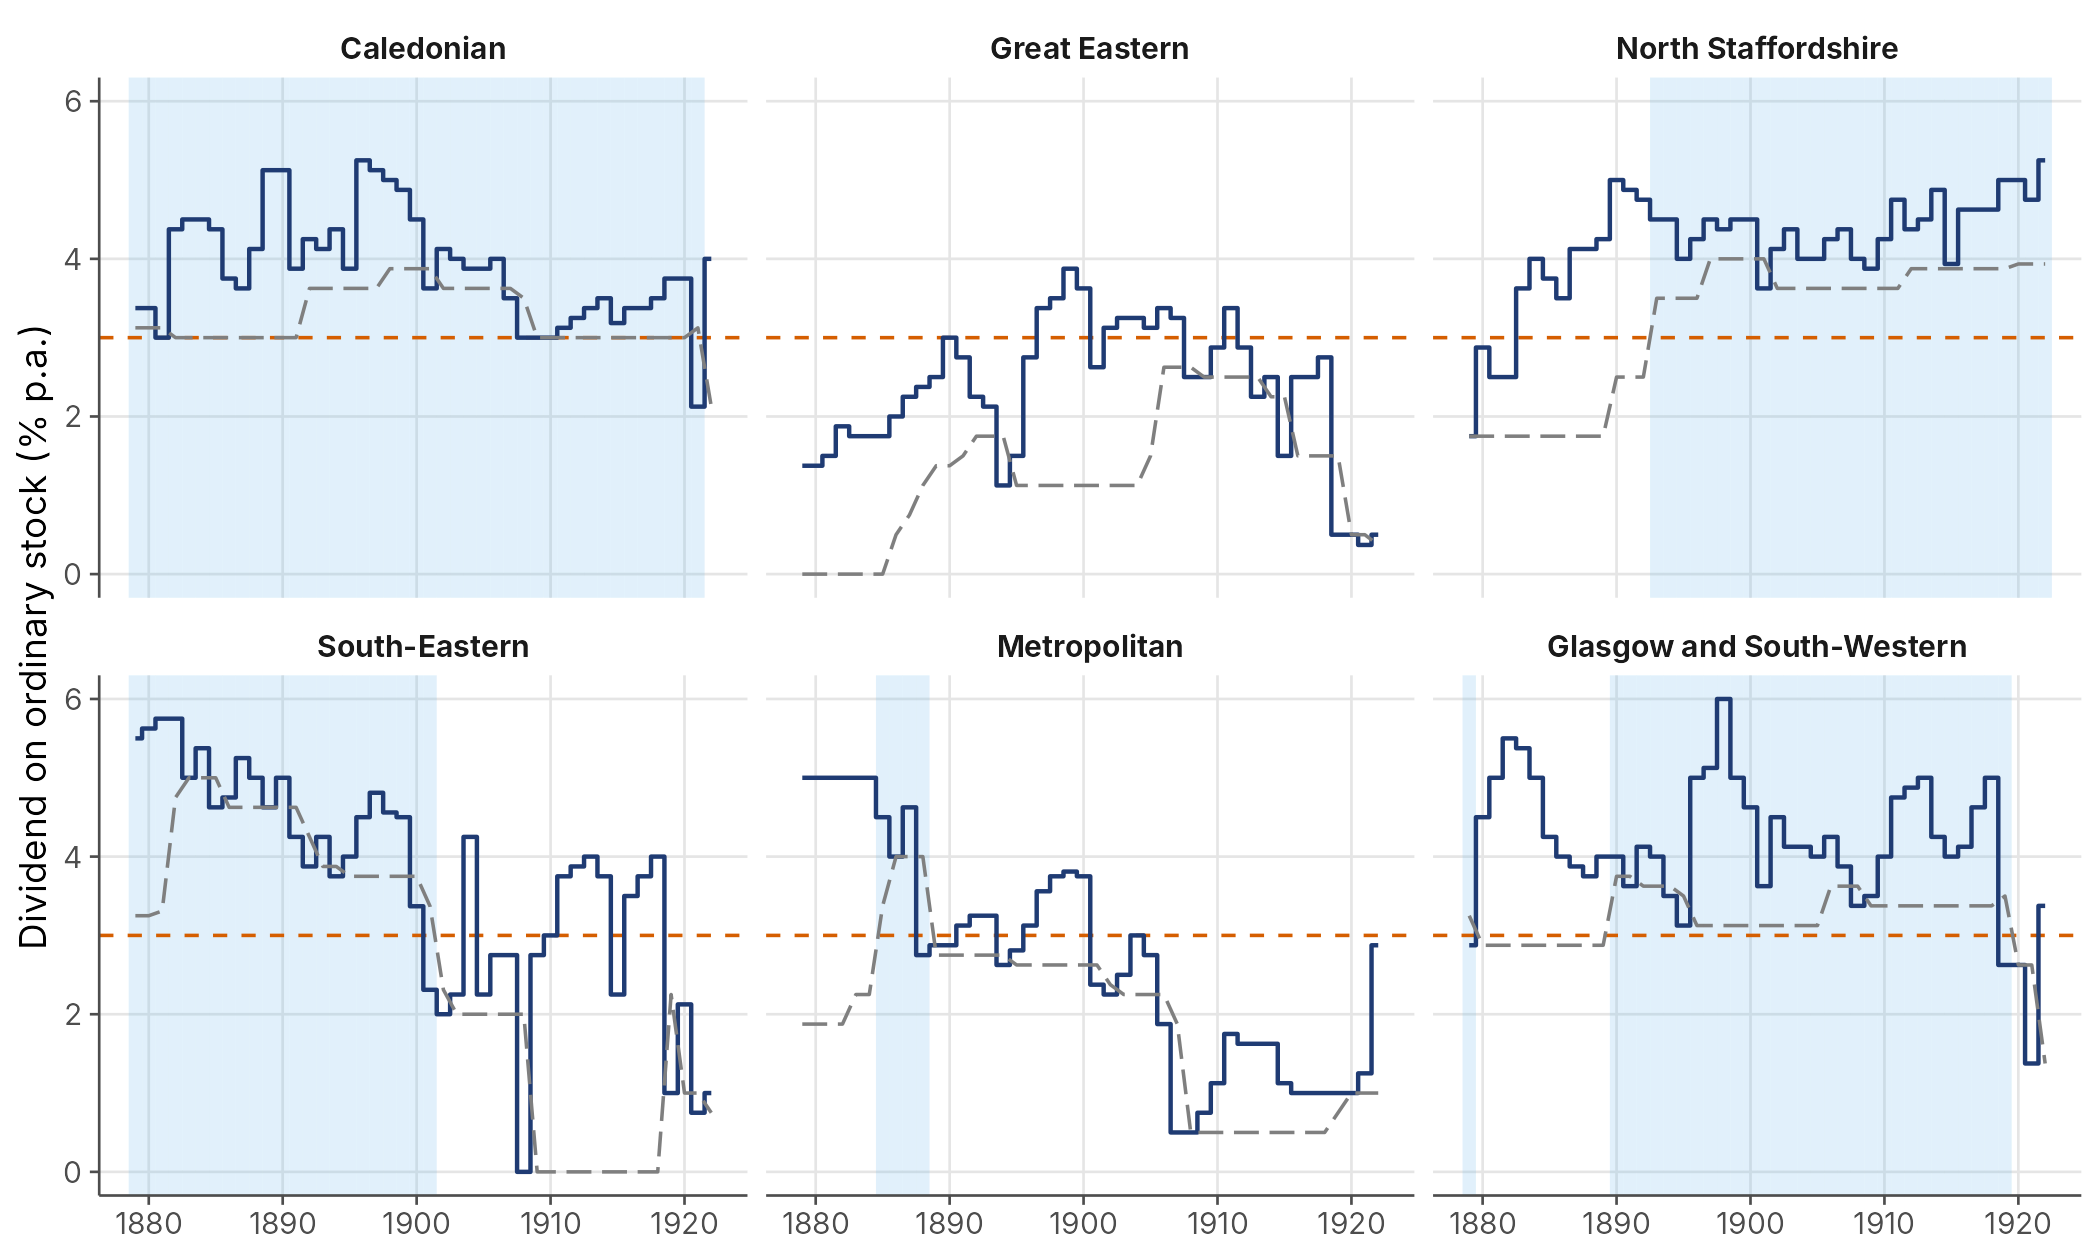 Caledonian
Great Eastern
North Staffordshire
6
4
2
0
South-Eastern
Metropolitan
Glasgow and South-Western
6
4
2
0
1880 1890 1900 1910 1920
1880 1890 1900 1910 1920
1880 1890 1900 1910 1920
Dividend on ordinary stock (% p.a.)